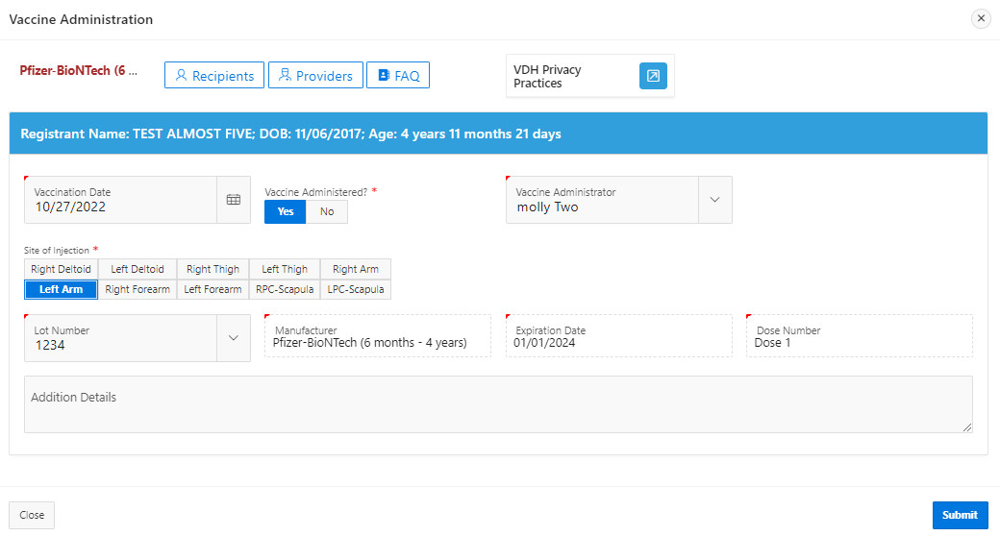 Vaccine Administration
Pfizer-BioNTech (6 ...
Recipients
Providers
FAQ
VDH Privacy
Practices
Registrant Name: TEST ALMOST FIVE; DOB: 11/06/2017; Age: 4 years 11 months 21 days
Vaccination Date
10/27/2022
Vaccine Administered? *
Yes No
Vaccine Administrator
molly Two
Site of Injection *
Right Deltoid Left Deltoid Right Thigh Left Thigh Right Arm
Left Arm Right Forearm Left Forearm RPC-Scapula LPC-Scapula
Lot Number
1234
Manufacturer
Pfizer-BioNTech (6 months - 4 years)
Expiration Date
01/01/2024
Dose Number
Dose 1
Addition Details
Close
Submit